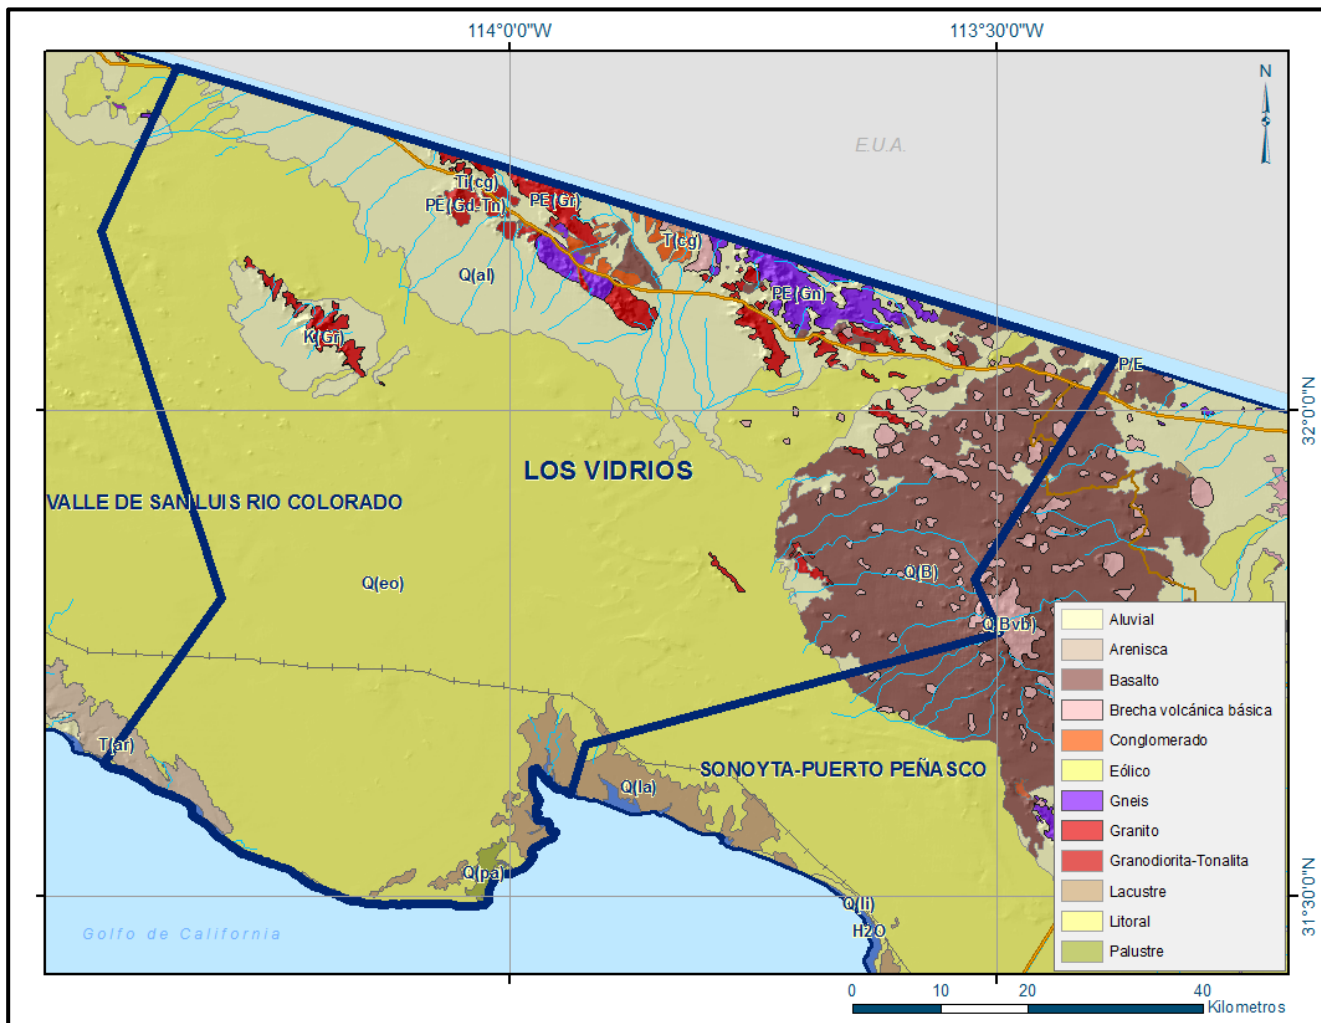 114°0'0"W
113°30'0"W
N
E.U.A.
Ti(cg)
PE(Gd-Tn)
PE(Gr)
T(cg)
Q(al)
PE(Gn)
K(Gr)
P/E
32°0'0"N
LOS VIDRIOS
VALLE DE SAN LUIS RIO COLORADO
Q(eo)
Q(B)
Q(Bvb)
T(ar)
SONOYTA-PUERTO PEÑASCO
Q(la)
Q(pa)
Q(li)
H2O
31°30'0"N
Golfo de California
Aluvial
Arenisca
Basalto
Brecha volcánica básica
Conglomerado
Eólico
Gneis
Granito
Granodiorita-Tonalita
Lacustre
Litoral
Palustre
0 10 20 40
Kilometros